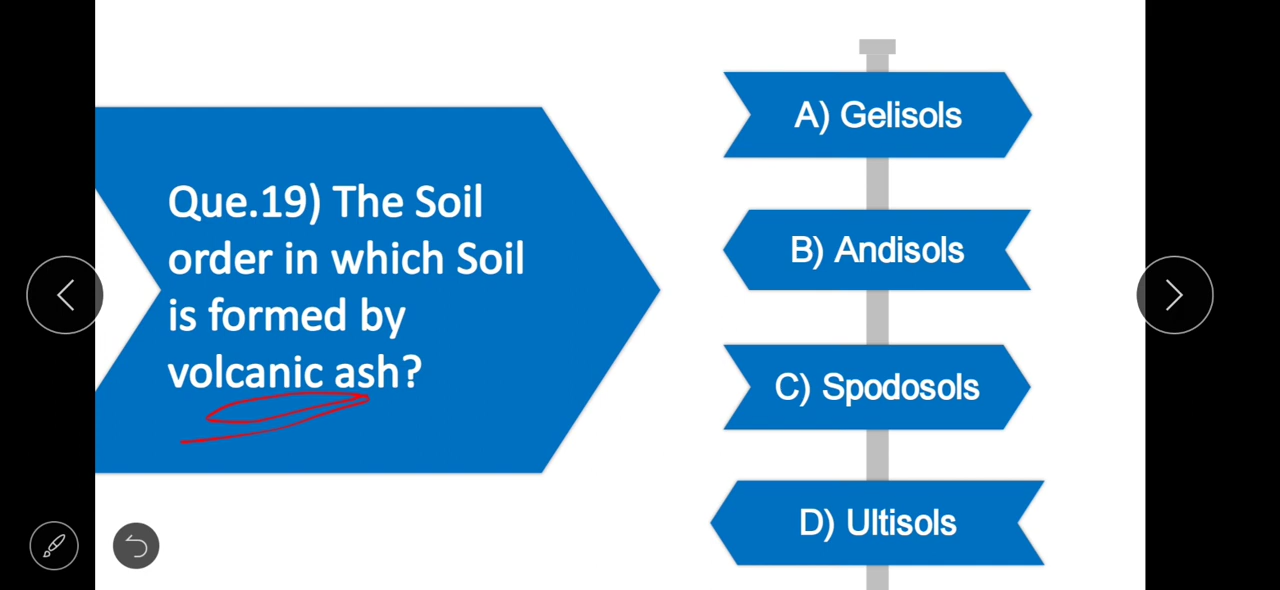 Que.19) The Soil
order in which Soil
is formed by
volcanic ash?
A) Gelisols
B) Andisols
C) Spodosols
D) Ultisols